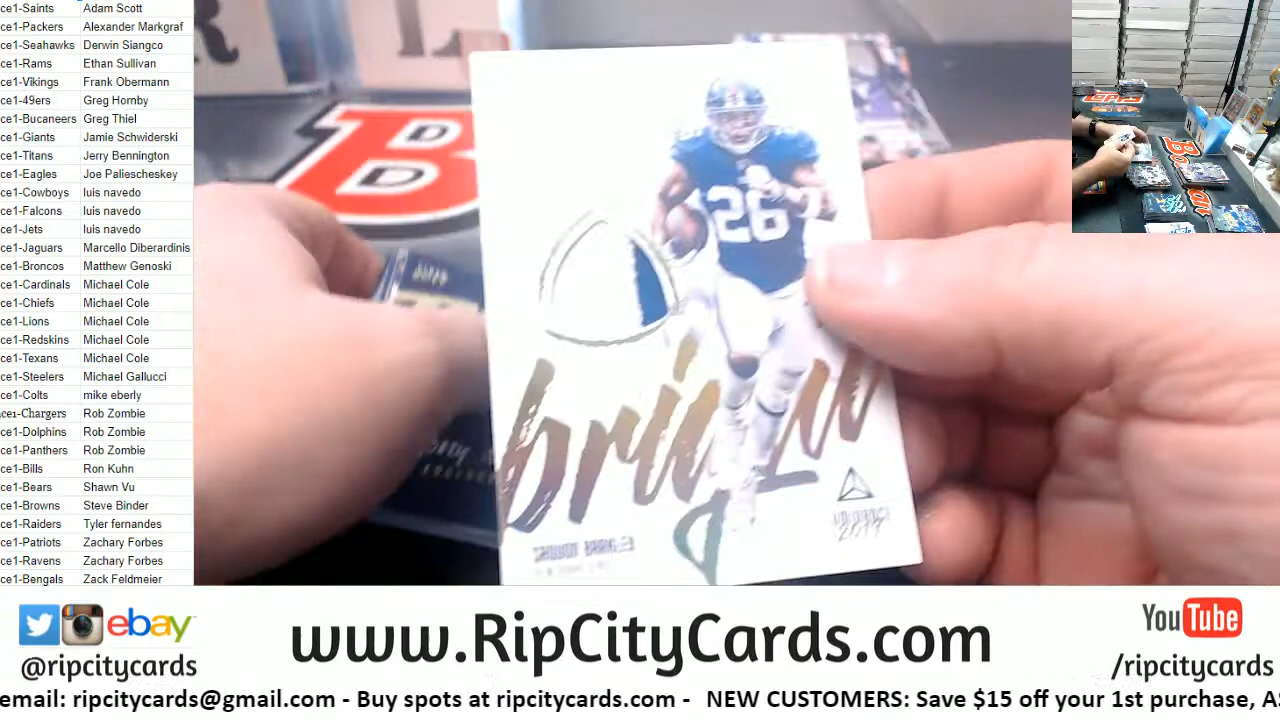 ce1-Saints Adam Scott
ce1-Packers Alexander Markgraf
ce1-Seahawks Derwin Siangco
ce1-Rams Ethan Sullivan
ce1-Vikings Frank Obermann
ce1-49ers Greg Hornby
ce1-Bucaneers Greg Thiel
ce1-Giants Jamie Schwiderski
ce1-Titans Jerry Bennington
ce1-Eagles Joe Paliescheskey
ce1-Cowboys luis navedo
ce1-Falcons luis navedo
ce1-Jets luis navedo
ce1-Jaguars Marcello Diberardinis
ce1-Broncos Matthew Genoski
ce1-Cardinals Michael Cole
ce1-Chiefs Michael Cole
ce1-Lions Michael Cole
ce1-Redskins Michael Cole
ce1-Texans Michael Cole
ce1-Steelers Michael Gallucci
ce1-Colts mike eberly
ce1-Chargers Rob Zombie
ce1-Dolphins Rob Zombie
ce1-Panthers Rob Zombie
ce1-Bills Ron Kuhn
ce1-Bears Shawn Vu
ce1-Browns Steve Binder
ce1-Raiders Tyler fernandes
ce1-Patriots Zachary Forbes
ce1-Ravens Zachary Forbes
ce1-Bengals Zack Feldmeier
B
26
SAQUON BARKLEY
2019
ebay
@ripcitycards
www.RipCityCards.com
YouTube
/ripcitycards
email: ripcitycards@gmail.com - Buy spots at ripcitycards.com - NEW CUSTOMERS: Save $15 off your 1st purchase, AS